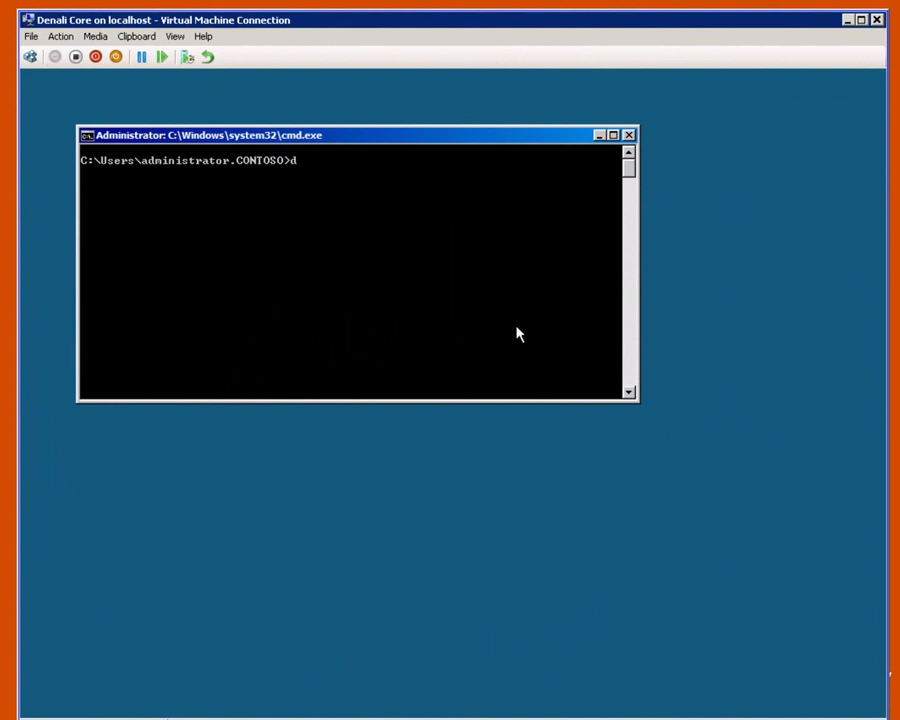 Denali Core on localhost - Virtual Machine Connection
File Action Media Clipboard View Help
Administrator: C:\Windows\system32\cmd.exe
C:\Users\administrator.CONTOSO>d